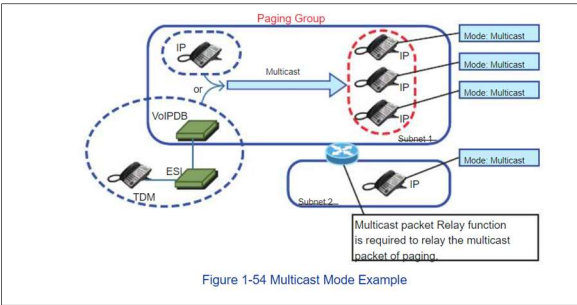 Paging Group
IP
Mode: Multicast
IP
Mode: Multicast
Multicast
or
IP
Mode: Multicast
VoIPDB
IP
Subnet 1
ESI
Mode: Multicast
IP
TDM
Subnet 2
Multicast packet Relay function
is required to relay the multicast
packet of paging.
Figure 1-54 Multicast Mode Example